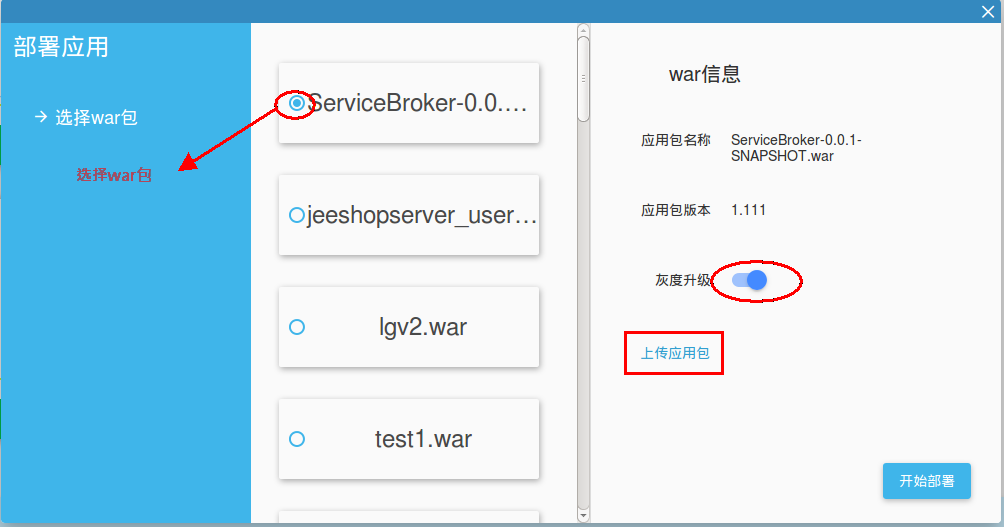 部署应用
选择war包
选择war包
ServiceBroker-0.0....
jeeshopserver_user...
lgv2.war
test1.war
war信息
应用包名称 ServiceBroker-0.0.1-
SNAPSHOT.war
应用包版本 1.111
灰度升级
上传应用包
开始部署